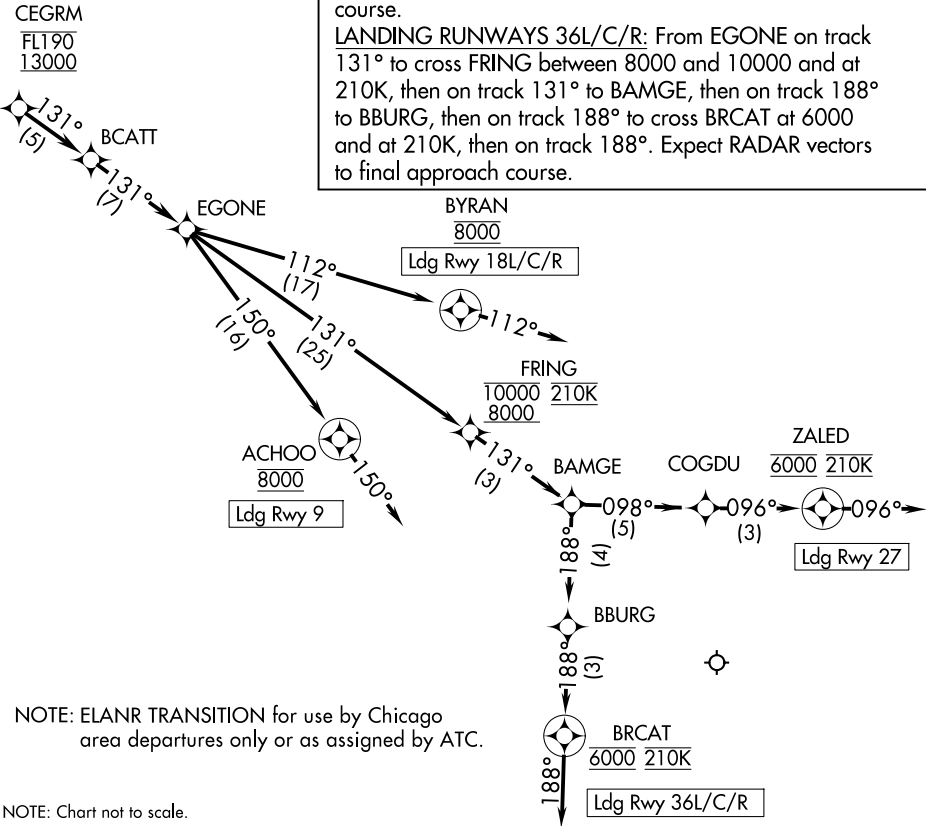 CEGRM
FL190
13000
course.
LANDING RUNWAYS 36L/C/R: From EGONE on track
131° to cross FRING between 8000 and 10000 and at
210K, then on track 131° to BAMGE, then on track 188°
to BBURG, then on track 188° to cross BRCAT at 6000
and at 210K, then on track 188°. Expect RADAR vectors
to final approach course.
131°
(5)
BCATT
131°
(7)
EGONE
BYRAN
8000
Ldg Rwy 18L/C/R
112°
(17)
112°
150°
(16)
131°
(25)
FRING
10000 210K
8000
ACHOO
8000
Ldg Rwy 9
150°
131°
(3)
BAMGE
COGDU
ZALED
6000 210K
098°
(5)
096°
(3)
096°
Ldg Rwy 27
188°
(4)
BBURG
188°
(3)
BRCAT
6000 210K
188°
Ldg Rwy 36L/C/R
NOTE: ELANR TRANSITION for use by Chicago
area departures only or as assigned by ATC.
NOTE: Chart not to scale.